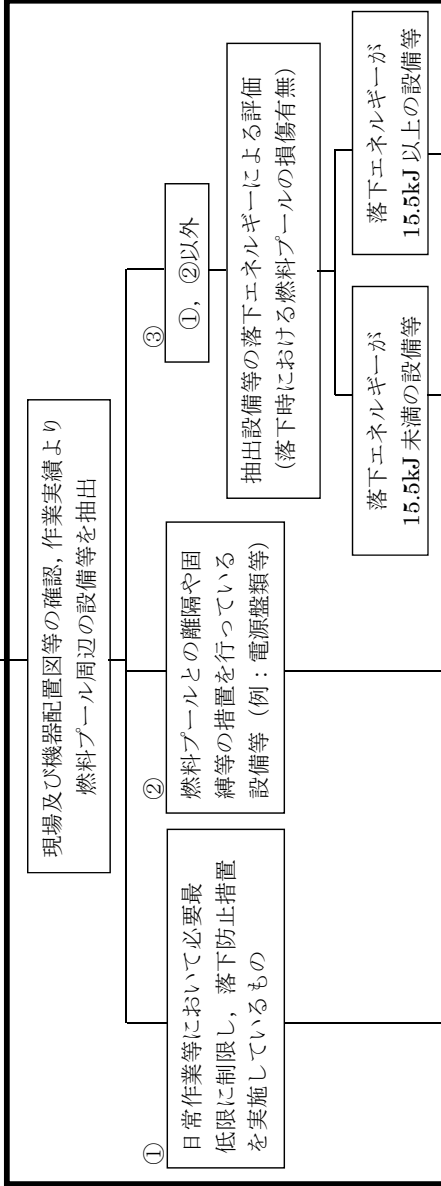 現場及び機器配置図等の確認,作業実績より
燃料プール周辺の設備等を抽出
①
日常作業等において必要最
低限に制限し，落下防止措置
を実施しているもの
②
燃料プールとの離隔や固
縛等の措置を行っている
設備等（例：電源盤類等）
③
①，②以外
抽出設備等の落下エネルギーによる評価
(落下時における燃料プールの損傷有無)
落下エネルギーが
15.5kJ 未満の設備等
落下エネルギーが
15.5kJ 以上の設備等